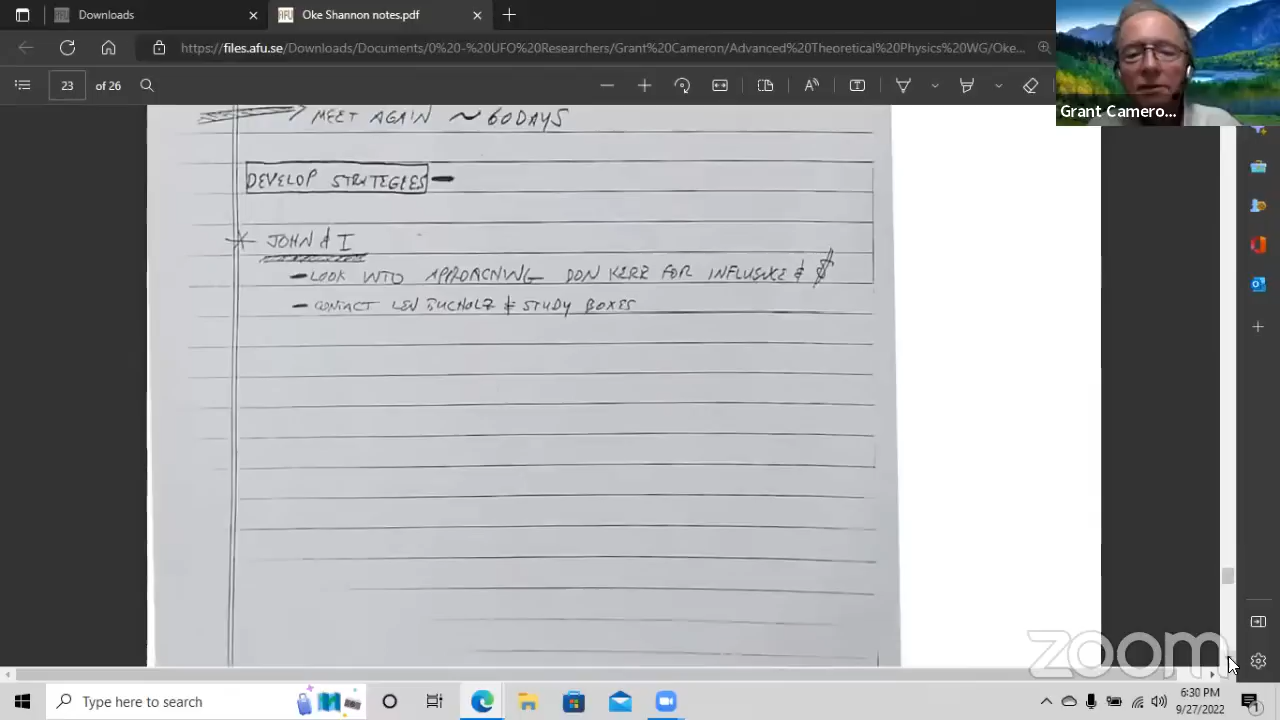 Downloads
Oke Shannon notes.pdf
https://files.afu.se/Downloads/Documents/0%20-%20UFO%20Researchers/Grant%20Cameron/Advanced%20Theoretical%20Physics%20WG/Oke...
23 of 26
Grant Camero...
MEET AGAIN ~ 60 DAYS
DEVELOP STRATEGIES -
JOHN & I
- LOOK INTO APPROACHING DON KERR FOR INFLUENCE & $
- CONTACT LEN & STUDY BOXES
zoom
Type here to search
6:30 PM
9/27/2022